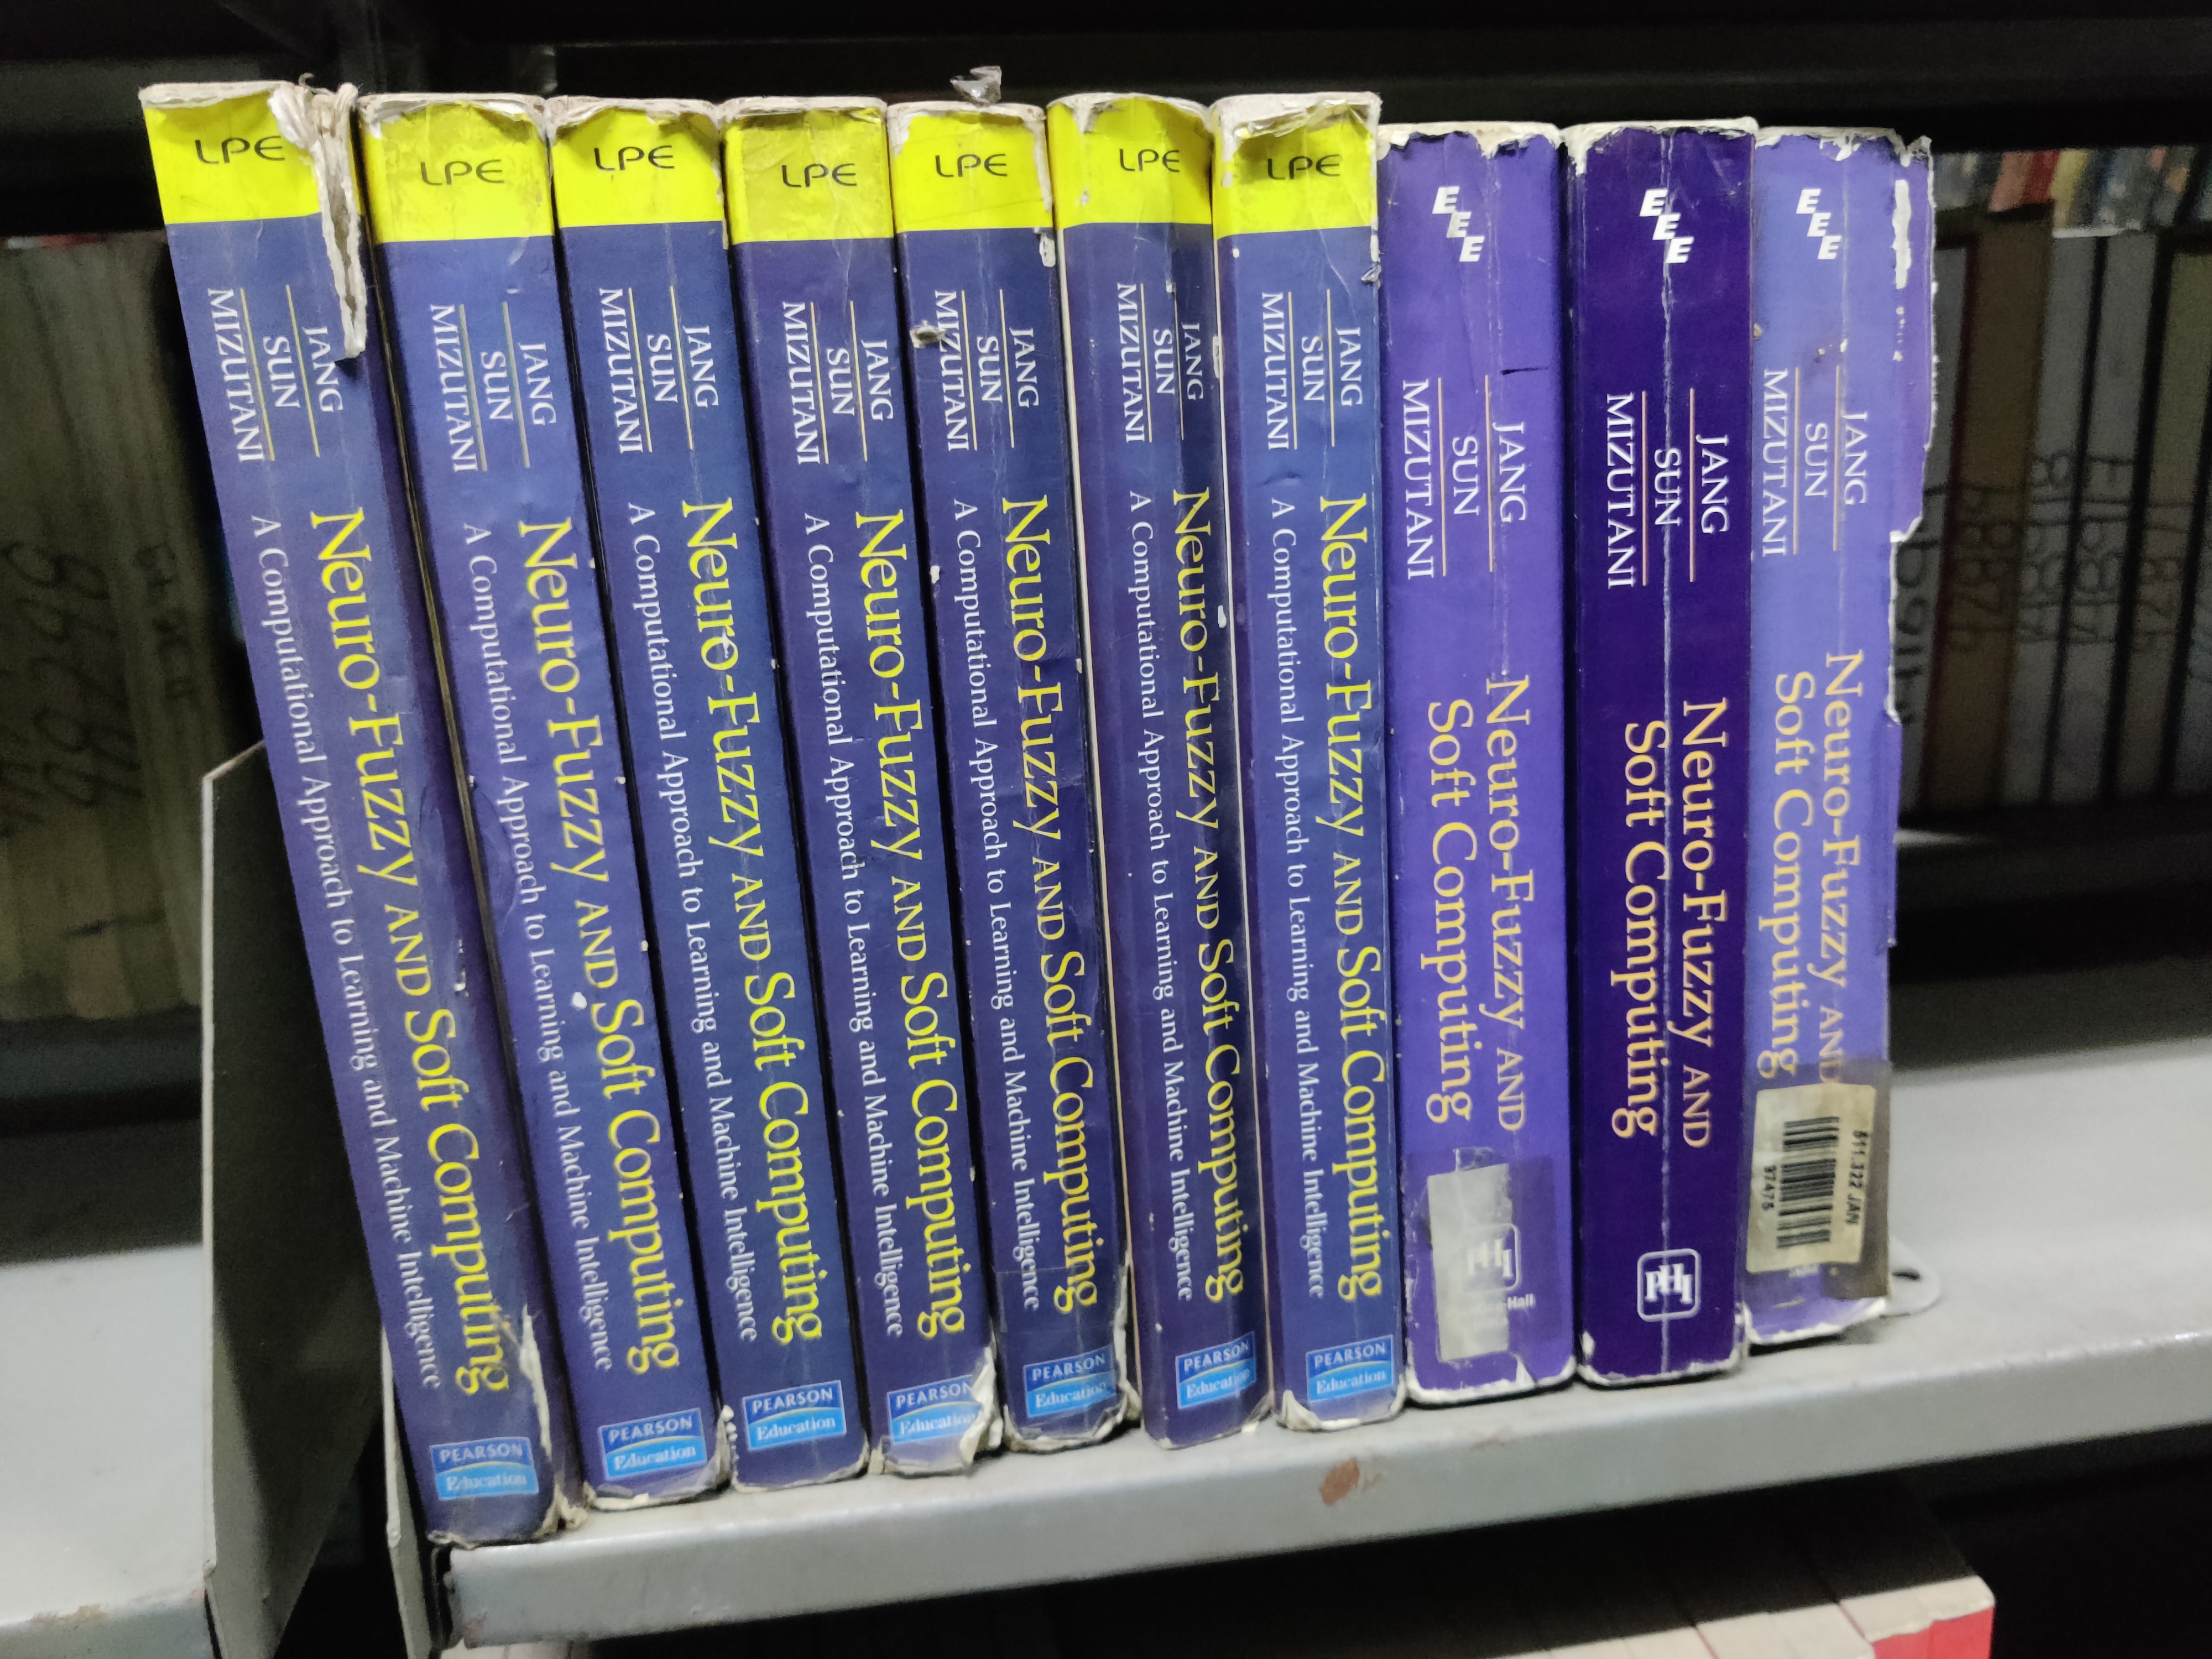 LPE
JANG
SUN
MIZUTANI
Neuro-Fuzzy AND Soft Computing
A Computational Approach to Learning and Machine Intelligence
PEARSON
Education
LPE
JANG
SUN
MIZUTANI
Neuro-Fuzzy AND Soft Computing
A Computational Approach to Learning and Machine Intelligence
PEARSON
Education
LPE
JANG
SUN
MIZUTANI
Neuro-Fuzzy AND Soft Computing
A Computational Approach to Learning and Machine Intelligence
PEARSON
Education
LPE
JANG
SUN
MIZUTANI
Neuro-Fuzzy AND Soft Computing
A Computational Approach to Learning and Machine Intelligence
PEARSON
Education
LPE
JANG
SUN
MIZUTANI
Neuro-Fuzzy AND Soft Computing
A Computational Approach to Learning and Machine Intelligence
PEARSON
Education
LPE
JANG
SUN
MIZUTANI
Neuro-Fuzzy AND Soft Computing
A Computational Approach to Learning and Machine Intelligence
PEARSON
Education
LPE
JANG
SUN
MIZUTANI
Neuro-Fuzzy AND Soft Computing
A Computational Approach to Learning and Machine Intelligence
PEARSON
Education
EEE
JANG
SUN
MIZUTANI
Neuro-Fuzzy AND
Soft Computing
PHI
Hall
EEE
JANG
SUN
MIZUTANI
Neuro-Fuzzy AND
Soft Computing
PHI
EEE
JANG
SUN
MIZUTANI
Neuro-Fuzzy AND
Soft Computing
511.322 JAN
97475